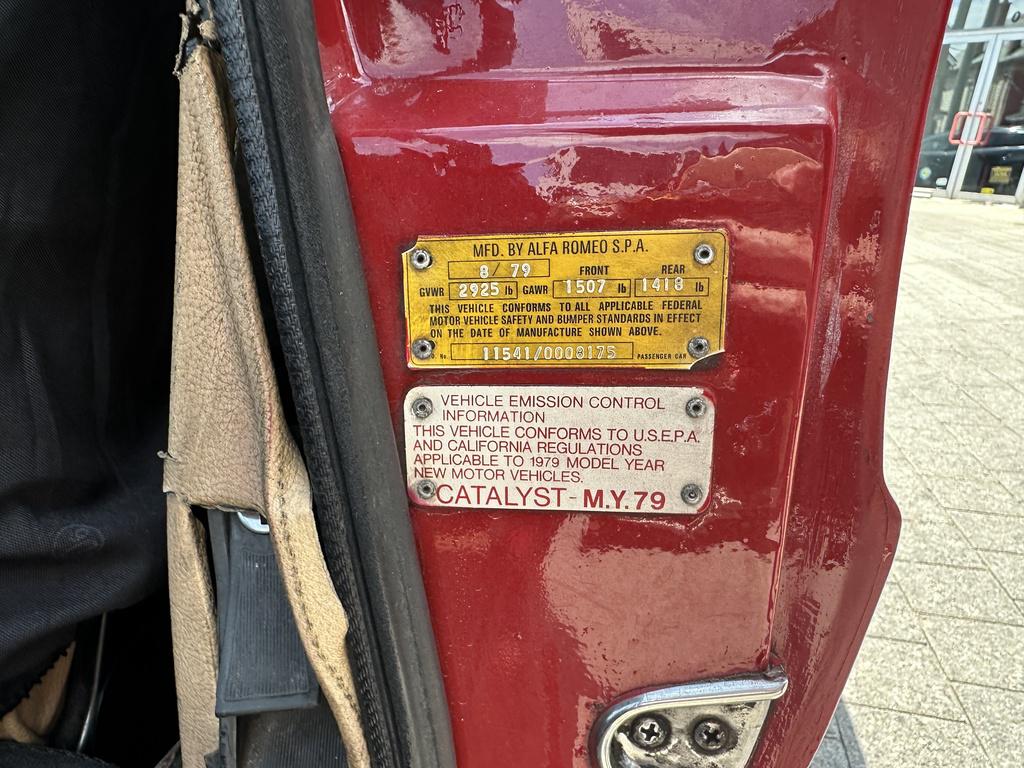 MFD. BY ALFA ROMEO S.P.A.
8/ 79 FRONT REAR
GVWR 2925 lb GAWR 1507 lb 1418 lb
THIS VEHICLE CONFORMS TO ALL APPLICABLE FEDERAL
MOTOR VEHICLE SAFETY AND BUMPER STANDARDS IN EFFECT
ON THE DATE OF MANUFACTURE SHOWN ABOVE.
No. 11541/0008175 PASSENGER CAR
VEHICLE EMISSION CONTROL
INFORMATION
THIS VEHICLE CONFORMS TO U.S.E.P.A.
AND CALIFORNIA REGULATIONS
APPLICABLE TO 1979 MODEL YEAR
NEW MOTOR VEHICLES.
CATALYST - M.Y. 79